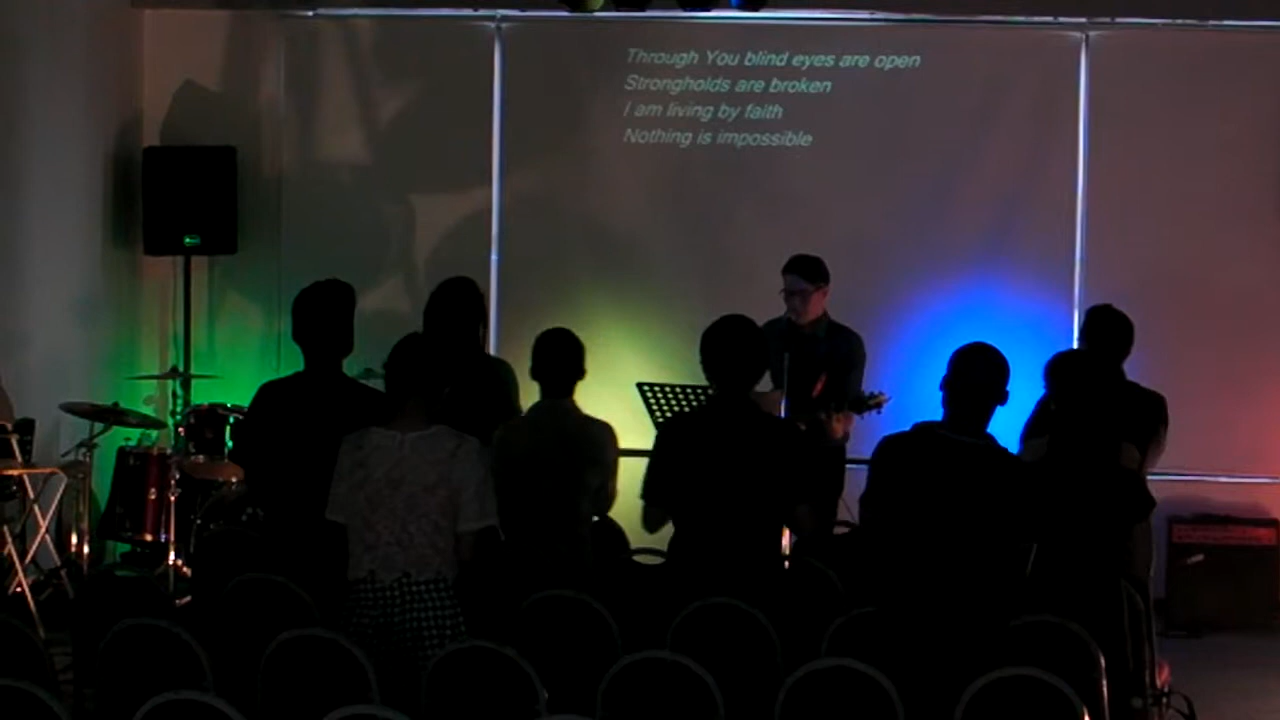 Through You blind eyes are open
Strongholds are broken
I am living by faith
Nothing is impossible